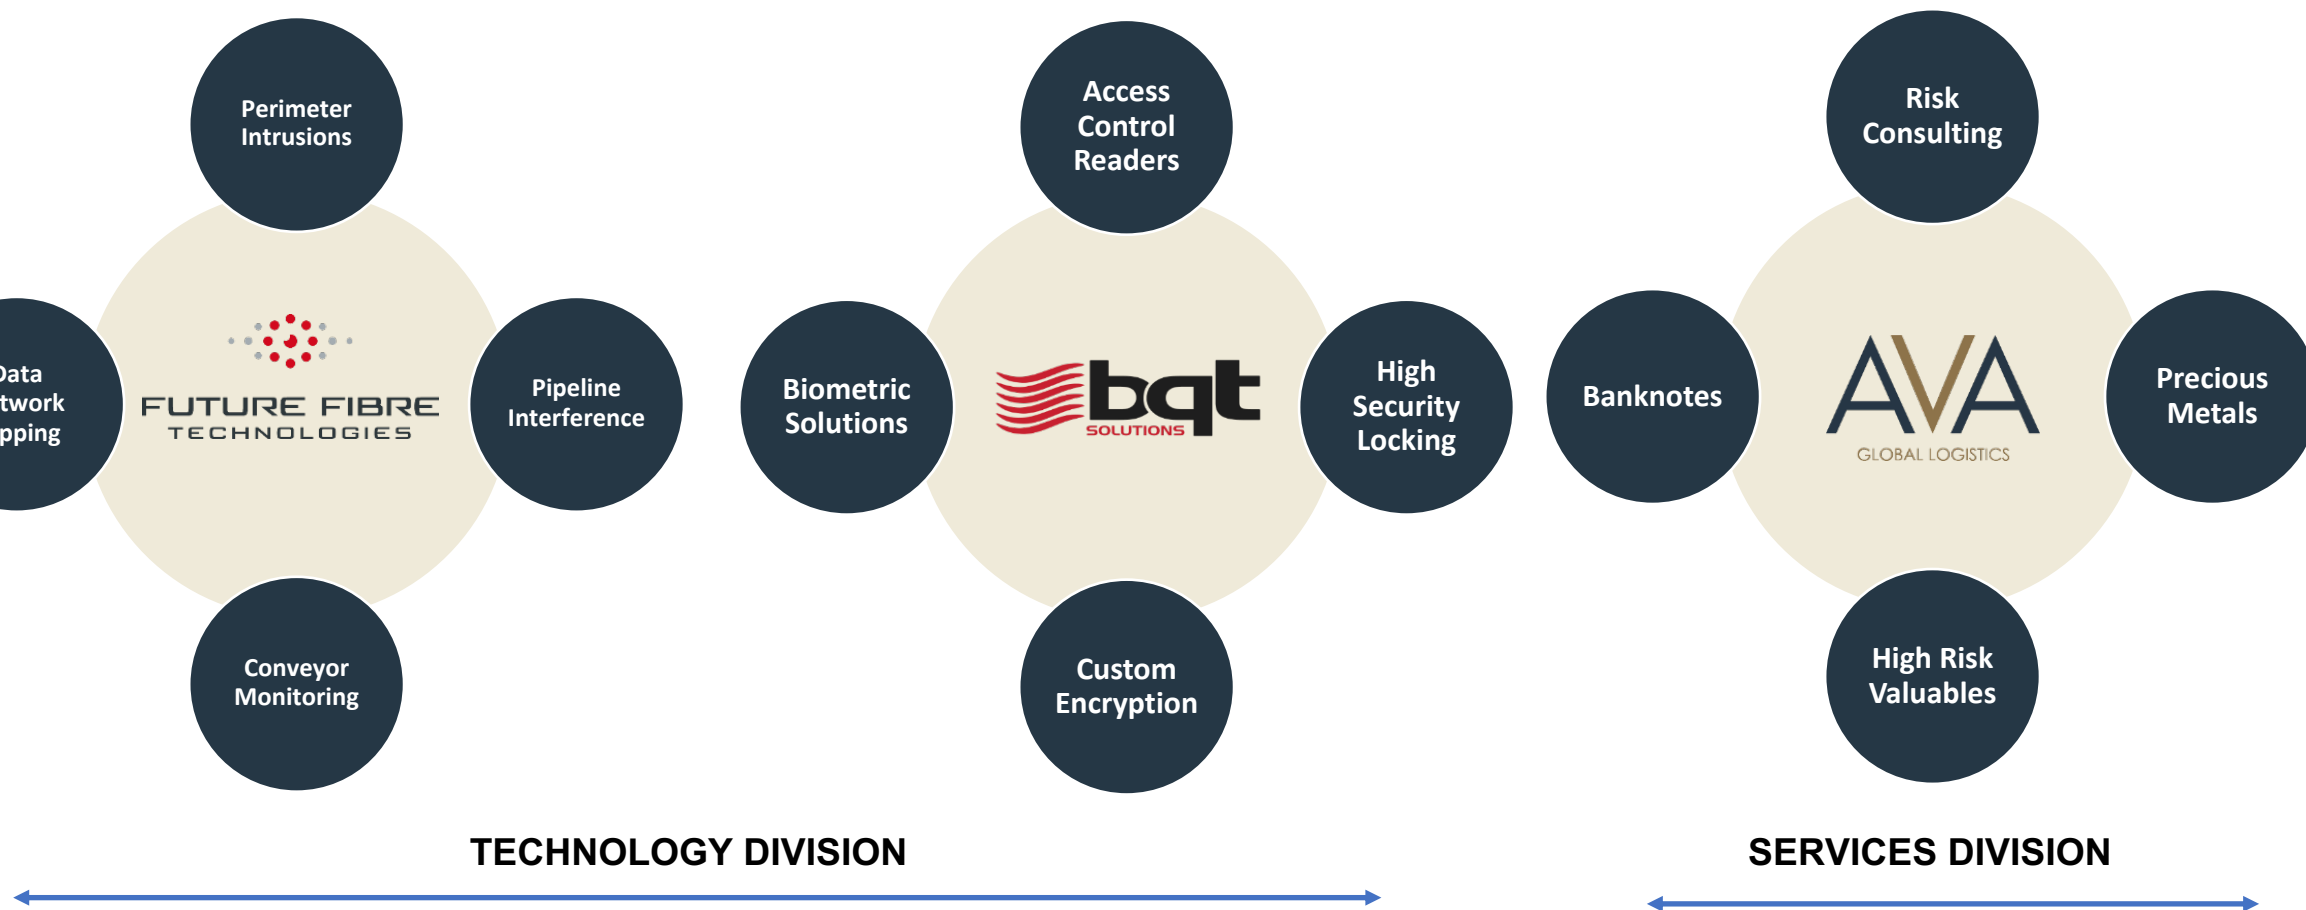 Perimeter
Intrusions
Pipeline
Interference
Conveyor
Monitoring
FUTURE FIBRE
TECHNOLOGIES
Access
Control
Readers
Biometric
Solutions
High
Security
Locking
Custom
Encryption
bqt
SOLUTIONS
Risk
Consulting
Banknotes
Precious
Metals
High Risk
Valuables
AVA
GLOBAL LOGISTICS
TECHNOLOGY DIVISION
SERVICES DIVISION